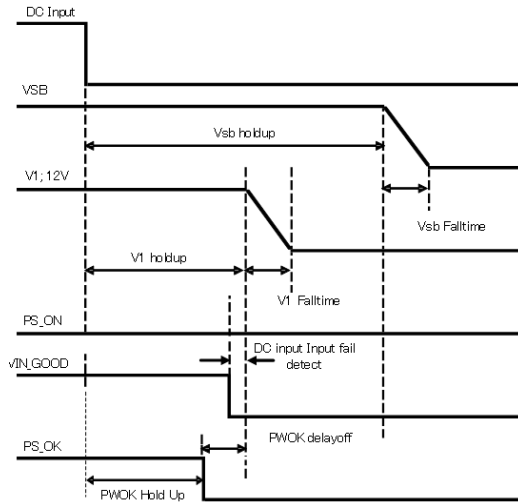 DC Input
VSB
Vsb holdup
V1; 12V
Vsb Falltime
V1 holdup
V1 Falltime
PS_ON
DC input Input fail
detect
VIN_GOOD
PWOK delayoff
PS_OK
PWOK Hold Up